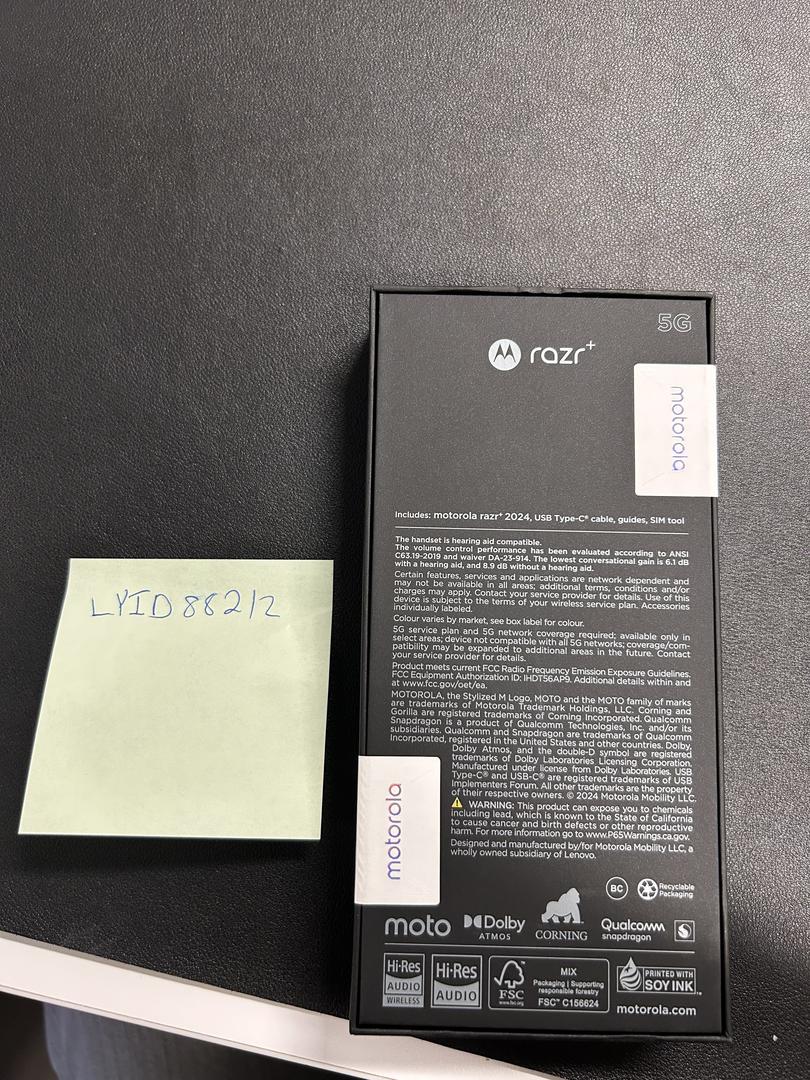 LYID88212
5G
razr+
motorola
Includes: motorola razr+ 2024, USB Type-C® cable, guides, SIM tool
The handset is hearing aid compatible.
The volume control performance has been evaluated according to ANSI
C63.19-2019 and waiver DA-23-914. The lowest conversational gain is 6.1 dB
with a hearing aid, and 8.9 dB without a hearing aid.
Certain features, services and applications are network dependent and
may not be available in all areas; additional terms, conditions and/or
charges may apply. Contact your service provider for details. Use of this
device is subject to the terms of your wireless service plan. Accessories
individually labeled.
Colour varies by market, see box label for colour.
5G service plan and 5G network coverage required; available only in
select areas; device not compatible with all 5G networks; coverage/com-
patibility may be expanded to additional areas in the future. Contact
your service provider for details.
Product meets current FCC Radio Frequency Emission Exposure Guidelines.
FCC Equipment Authorization ID: IHDT56AP9. Additional details within and
at www.fcc.gov/oet/ea.
MOTOROLA, the Stylized M Logo, MOTO and the MOTO family of marks
are trademarks of Motorola Trademark Holdings, LLC. Corning and
Gorilla are registered trademarks of Corning Incorporated. Qualcomm
Snapdragon is a product of Qualcomm Technologies, Inc. and/or its
subsidiaries. Qualcomm and Snapdragon are trademarks of Qualcomm
Incorporated, registered in the United States and other countries. Dolby,
Dolby Atmos, and the double-D symbol are registered
trademarks of Dolby Laboratories Licensing Corporation.
Manufactured under license from Dolby Laboratories. USB
Type-C® and USB-C® are registered trademarks of USB
Implementers Forum. All other trademarks are the property
of their respective owners. © 2024 Motorola Mobility LLC.
WARNING: This product can expose you to chemicals
including lead, which is known to the State of California
to cause cancer and birth defects or other reproductive
harm. For more information go to www.P65Warnings.ca.gov.
Designed and manufactured by/for Motorola Mobility LLC, a
wholly owned subsidiary of Lenovo.
motorola
BC
Recyclable
Packaging
moto
Dolby
ATMOS
CORNING
Qualcomm
snapdragon
Hi-Res
AUDIO
WIRELESS
Hi-Res
AUDIO
FSC
www.fsc.org
MIX
Packaging | Supporting
responsible forestry
FSC™ C156624
PRINTED WITH
SOY INK
motorola.com